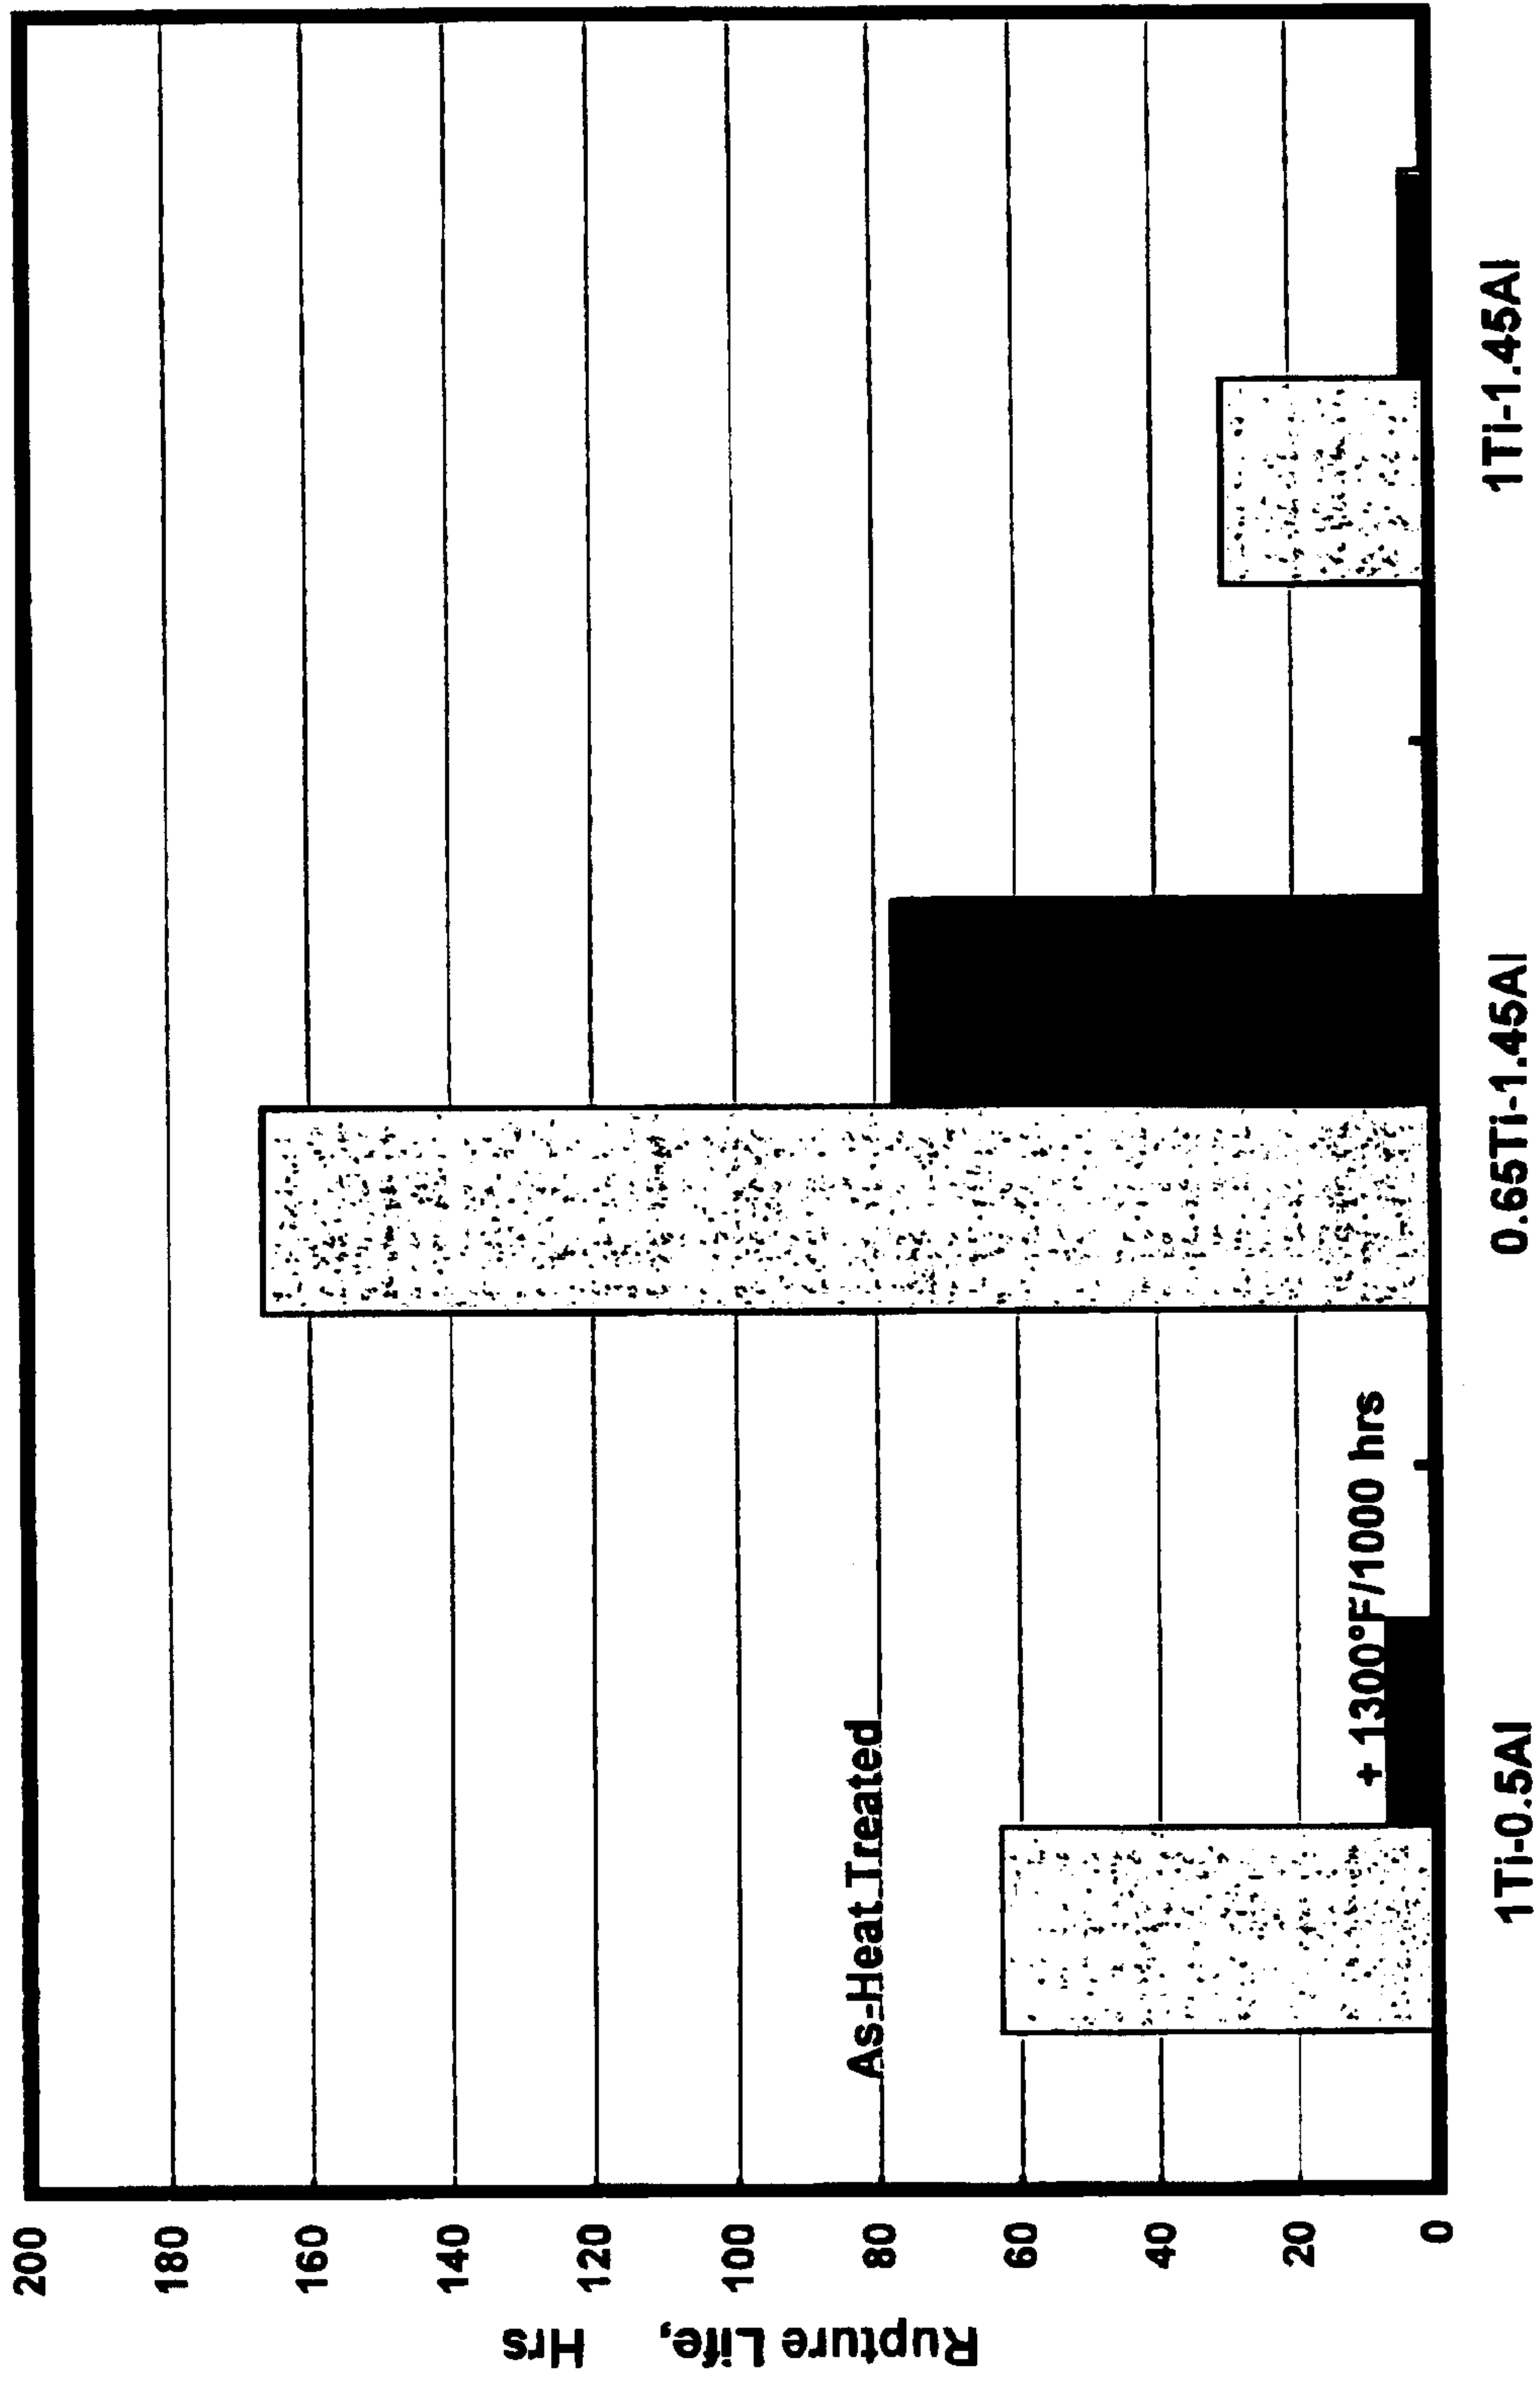 Rupture Life, Hrs
200
180
160
140
120
100
80
60
40
20
0
As-Heat Treated
+ 1300°F/1000 hrs
1Ti-0.5Al
0.65Ti-1.45Al
1Ti-1.45Al